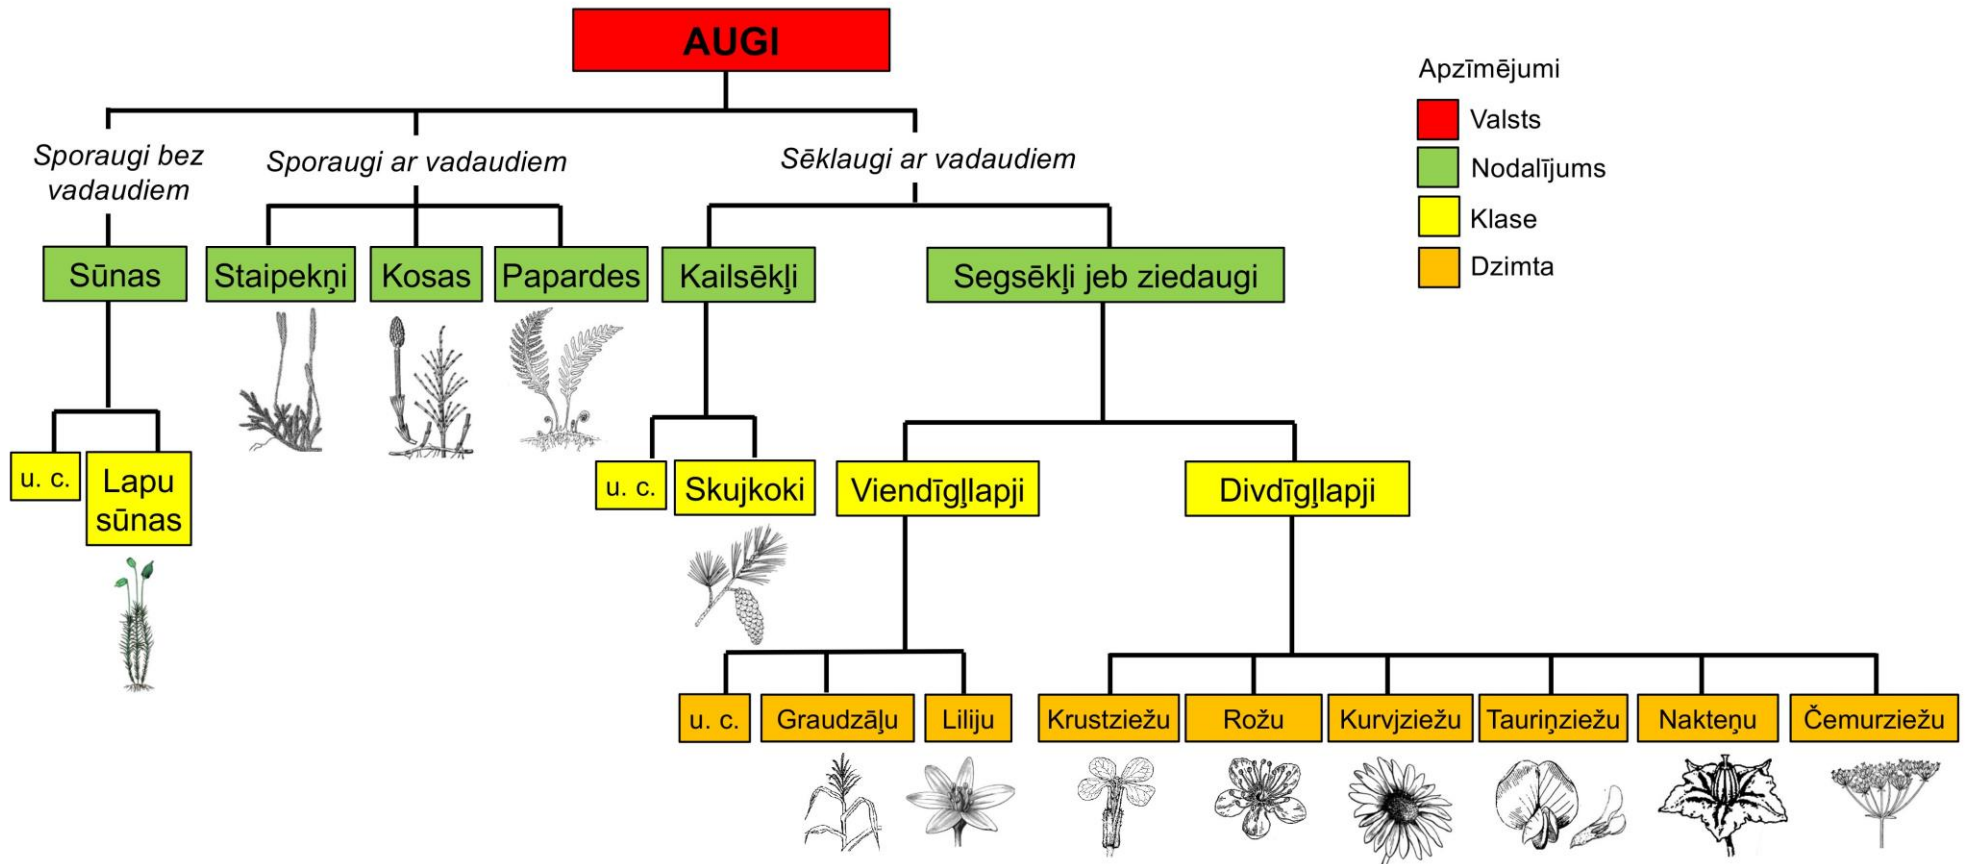 AUGI
Apzīmējumi
Valsts
Nodalījums
Klase
Dzimta
Sporaugi bez
vadaudiem
Sporaugi ar vadaudiem
Sēklaugi ar vadaudiem
Sūnas
Staipekņi
Kosas
Papardes
Kailsēkļi
Segsēkļi jeb ziedaugi
u. c.
Lapu
sūnas
u. c.
Skujkoki
Viendīgļlapji
Divdīgļlapji
u. c.
Graudzāļu
Liliju
Krustziežu
Rožu
Kurvjziežu
Tauriņziežu
Nakteņu
Čemurziežu